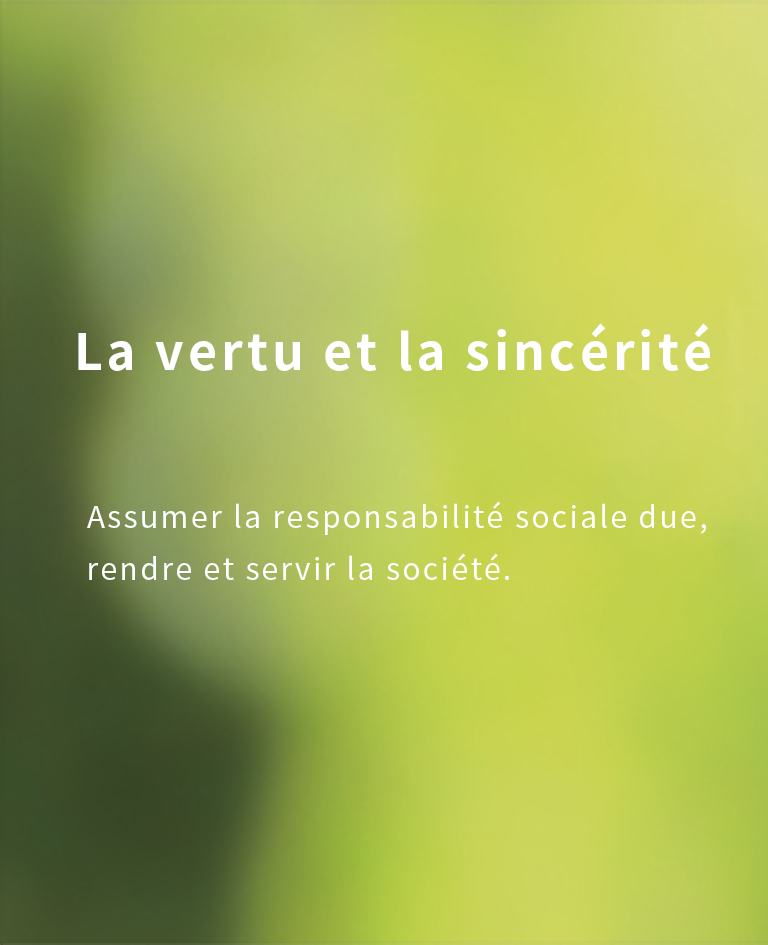 La vertu et la sincérité
Assumer la responsabilité sociale due,
rendre et servir la société.